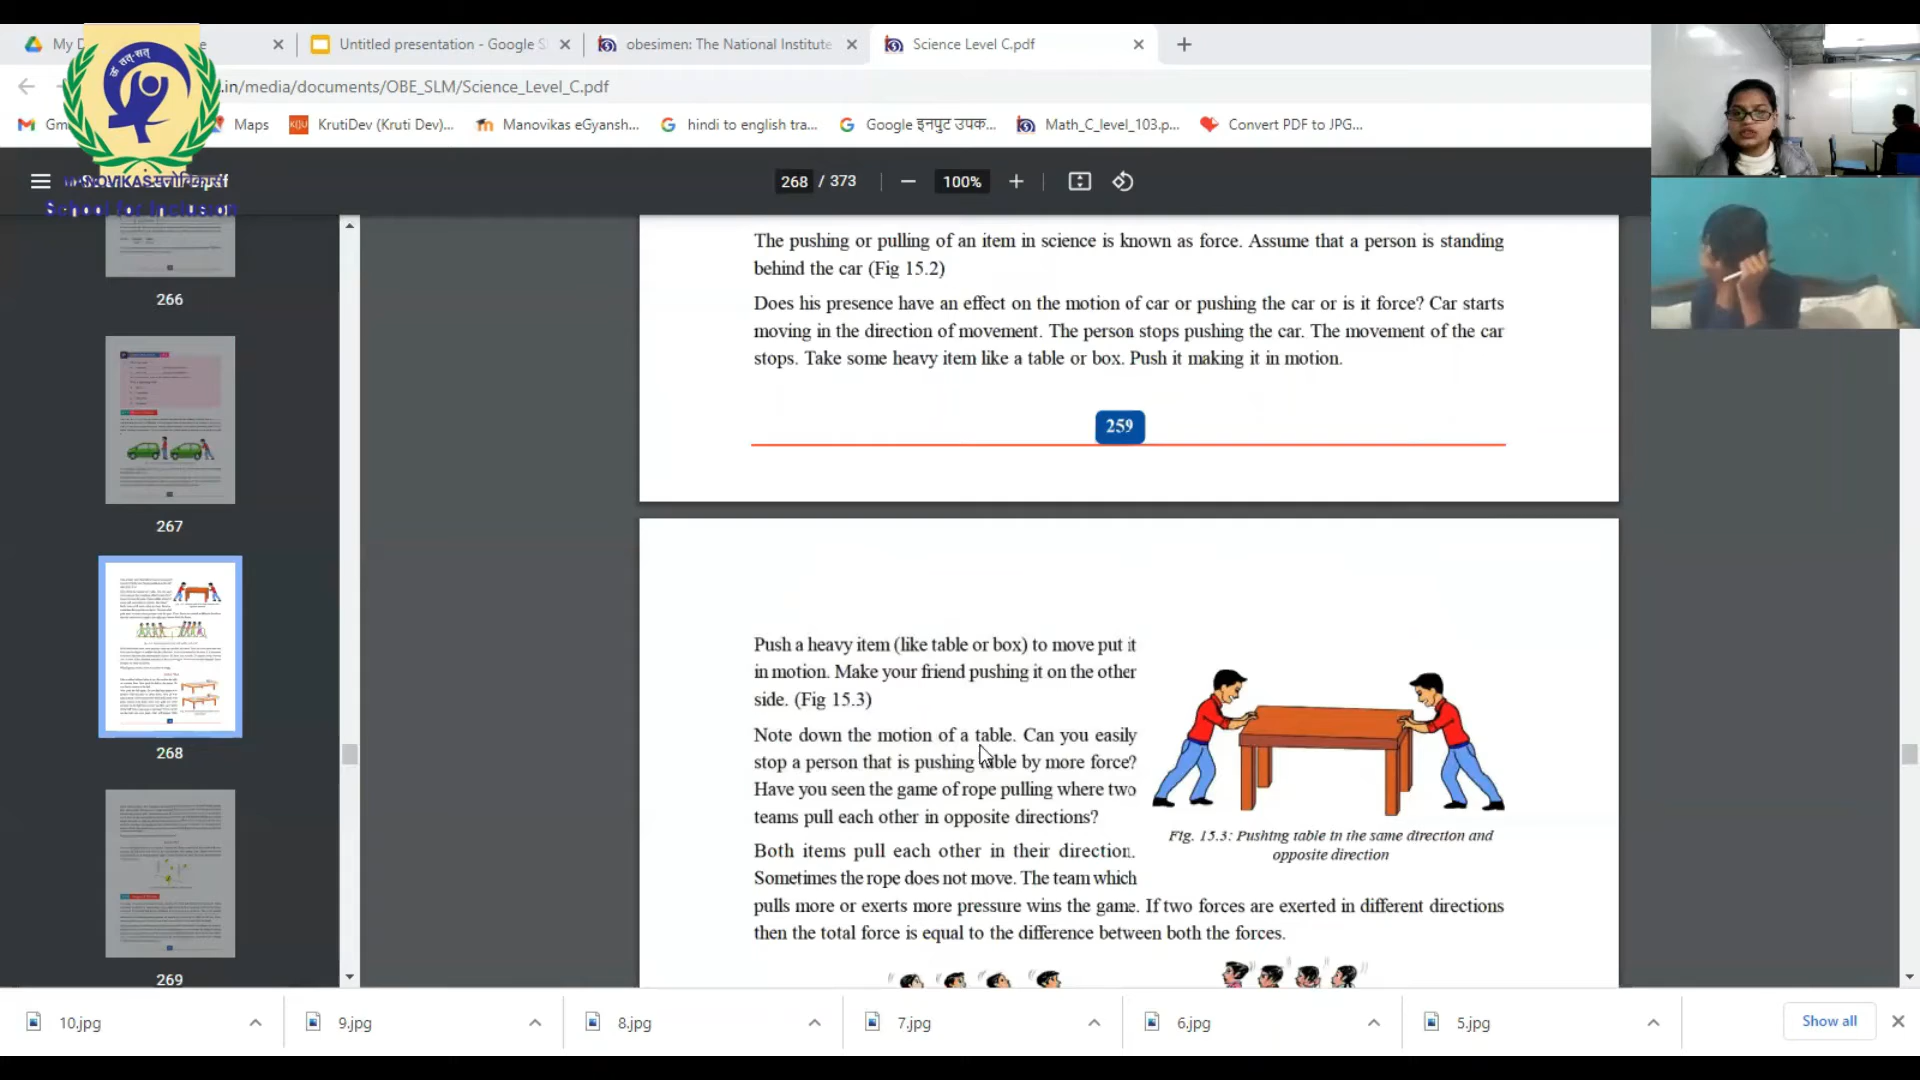 Untitled presentation - Google S
obesimen: The National Institute
Science Level C.pdf
.in/media/documents/OBE_SLM/Science_Level_C.pdf
Maps
KrutiDev (Kruti Dev)...
Manovikas eGyansh...
hindi to english tra...
Google इनपुट उपक...
Math_C_level_103.p...
Convert PDF to JPG...
268 / 373
100%
School for Inclusion
266
267
268
269
The pushing or pulling of an item in science is known as force. Assume that a person is standing
behind the car (Fig 15.2)
Does his presence have an effect on the motion of car or pushing the car or is it force? Car starts
moving in the direction of movement. The person stops pushing the car. The movement of the car
stops. Take some heavy item like a table or box. Push it making it in motion.
259
Push a heavy item (like table or box) to move put it
in motion. Make your friend pushing it on the other
side. (Fig 15.3)
Note down the motion of a table. Can you easily
stop a person that is pushing table by more force?
Have you seen the game of rope pulling where two
teams pull each other in opposite directions?
Both items pull each other in their direction.
Sometimes the rope does not move. The team which
pulls more or exerts more pressure wins the game. If two forces are exerted in different directions
then the total force is equal to the difference between both the forces.
Fig. 15.3: Pushing table in the same direction and
opposite direction
10.jpg
9.jpg
8.jpg
7.jpg
6.jpg
5.jpg
Show all